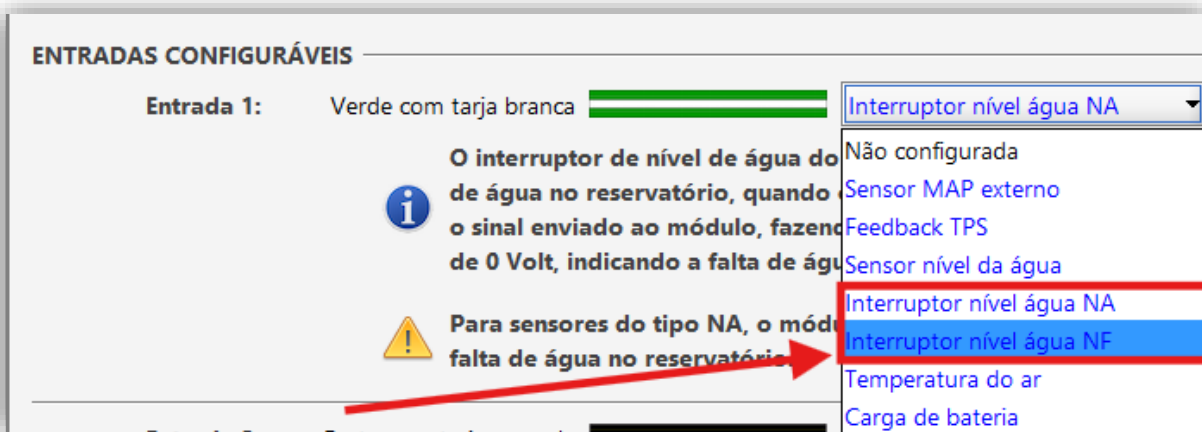 ENTRADAS CONFIGURÁVEIS
Entrada 1: Verde com tarja branca Interruptor nível água NA
O interruptor de nível de água do
de água no reservatório, quando
o sinal enviado ao módulo, fazend
de 0 Volt, indicando a falta de águ
Para sensores do tipo NA, o módu
falta de água no reservatório
Não configurada
Sensor MAP externo
Feedback TPS
Sensor nível da água
Interruptor nível água NA
Interruptor nível água NF
Temperatura do ar
Carga de bateria